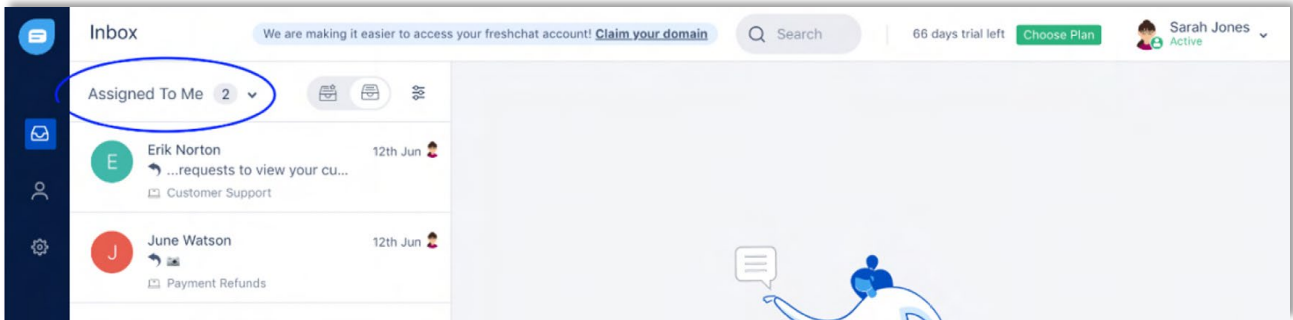 Inbox
We are making it easier to access your freshchat account! Claim your domain
Search
66 days trial left
Choose Plan
Sarah Jones
Active
Assigned To Me 2
E
Erik Norton
12th Jun
...requests to view your cu...
Customer Support
J
June Watson
12th Jun
Payment Refunds